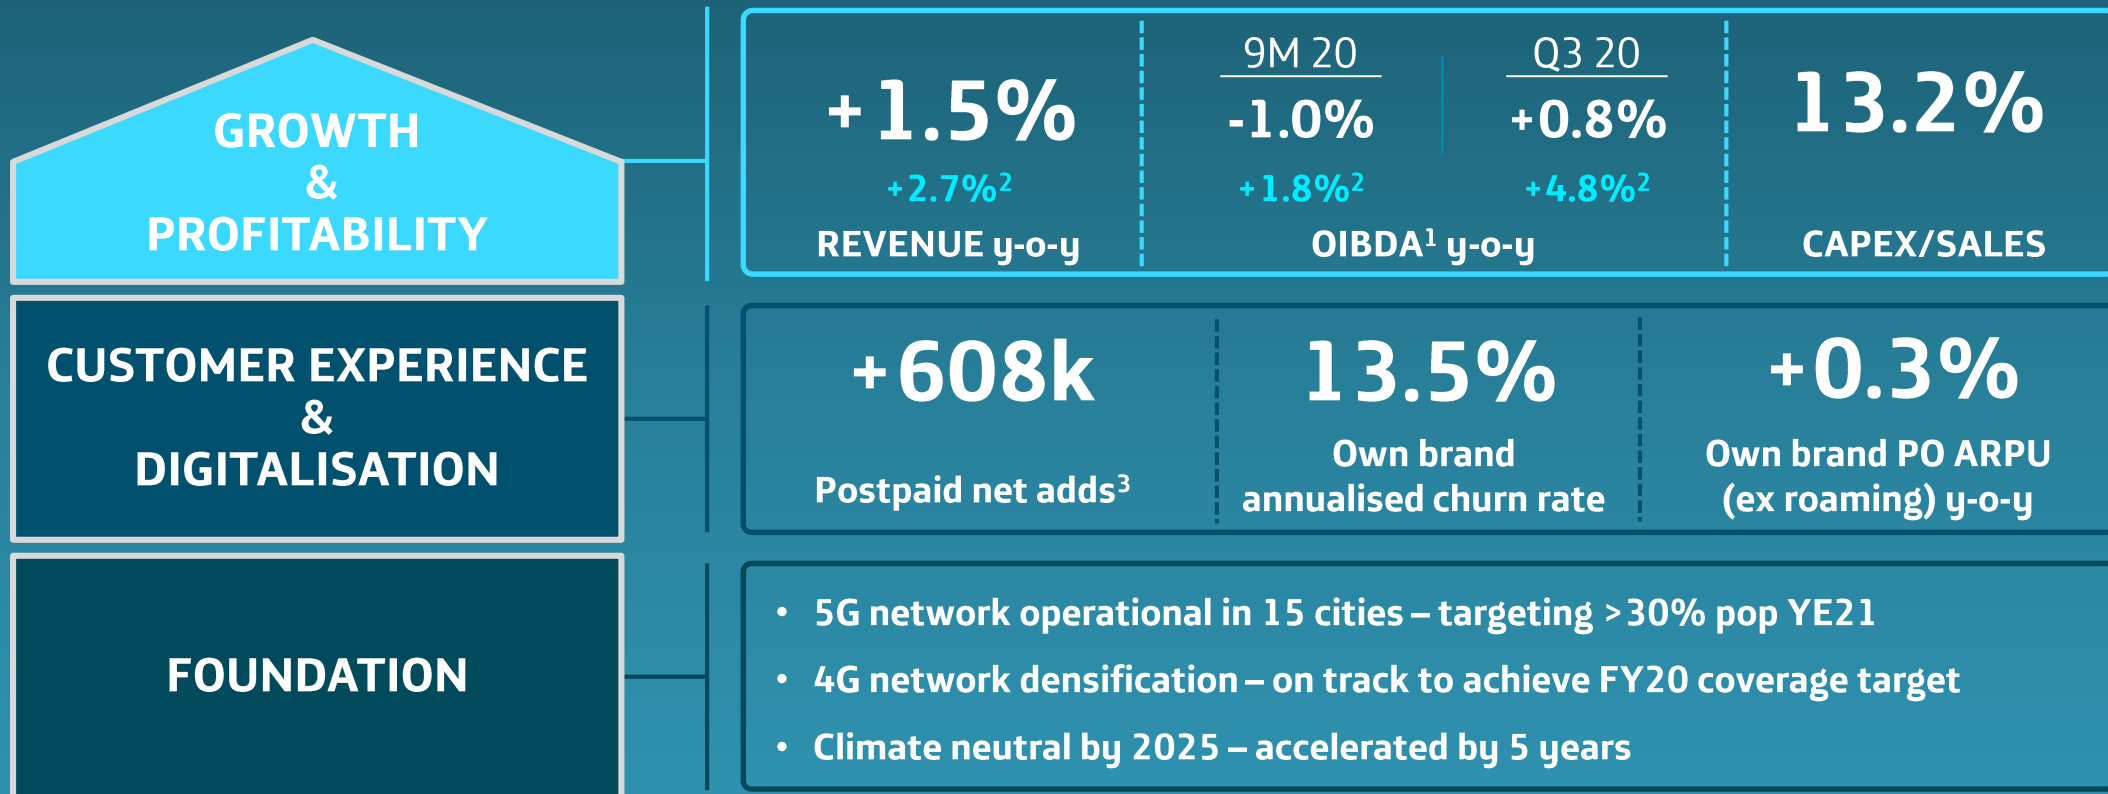 GROWTH
&
PROFITABILITY
+1.5%
+2.7%²
REVENUE y-o-y
9M 20
-1.0%
+1.8%²
Q3 20
+0.8%
+4.8%²
OIBDA¹ y-o-y
13.2%
CAPEX/SALES
CUSTOMER EXPERIENCE
&
DIGITALISATION
+608k
Postpaid net adds³
13.5%
Own brand
annualised churn rate
+0.3%
Own brand PO ARPU
(ex roaming) y-o-y
FOUNDATION
• 5G network operational in 15 cities – targeting >30% pop YE21
• 4G network densification – on track to achieve FY20 coverage target
• Climate neutral by 2025 – accelerated by 5 years